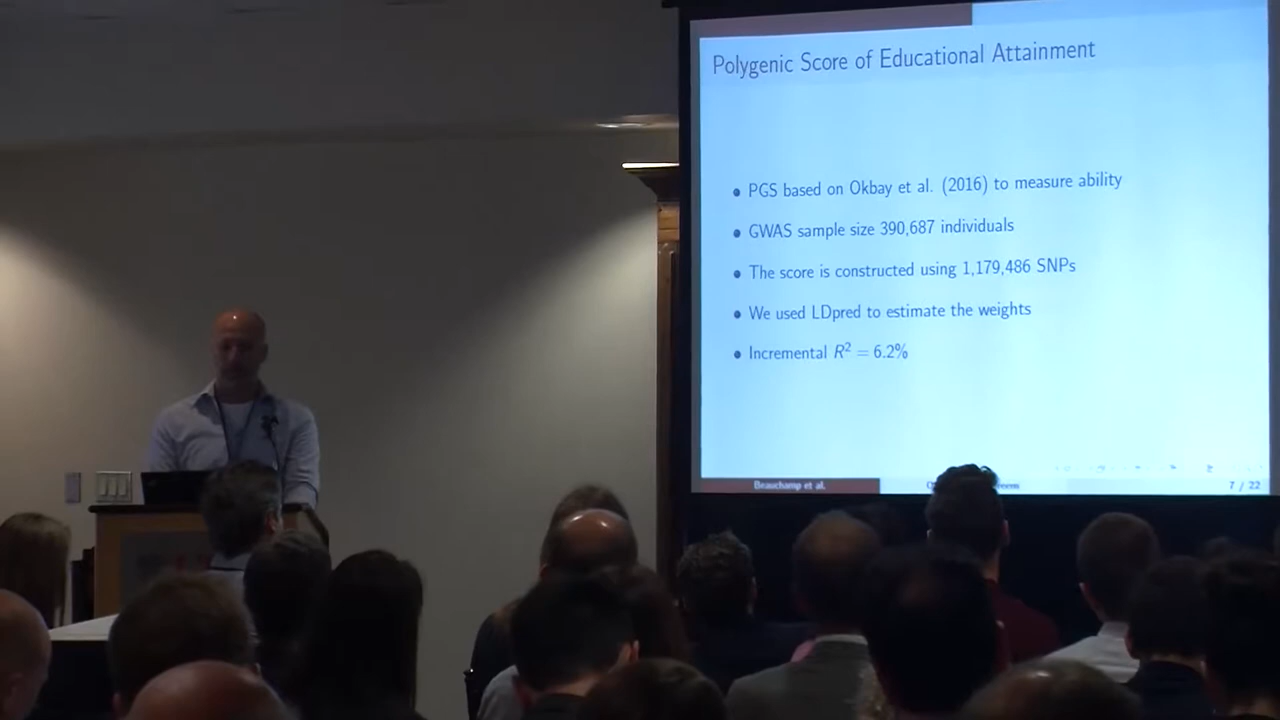 Polygenic Score of Educational Attainment
• PGS based on Okbay et al. (2016) to measure ability
• GWAS sample size 390,687 individuals
• The score is constructed using 1,179,486 SNPs
• We used LDpred to estimate the weights
• Incremental R² = 6.2%
Beauchamp et al.
7 / 22